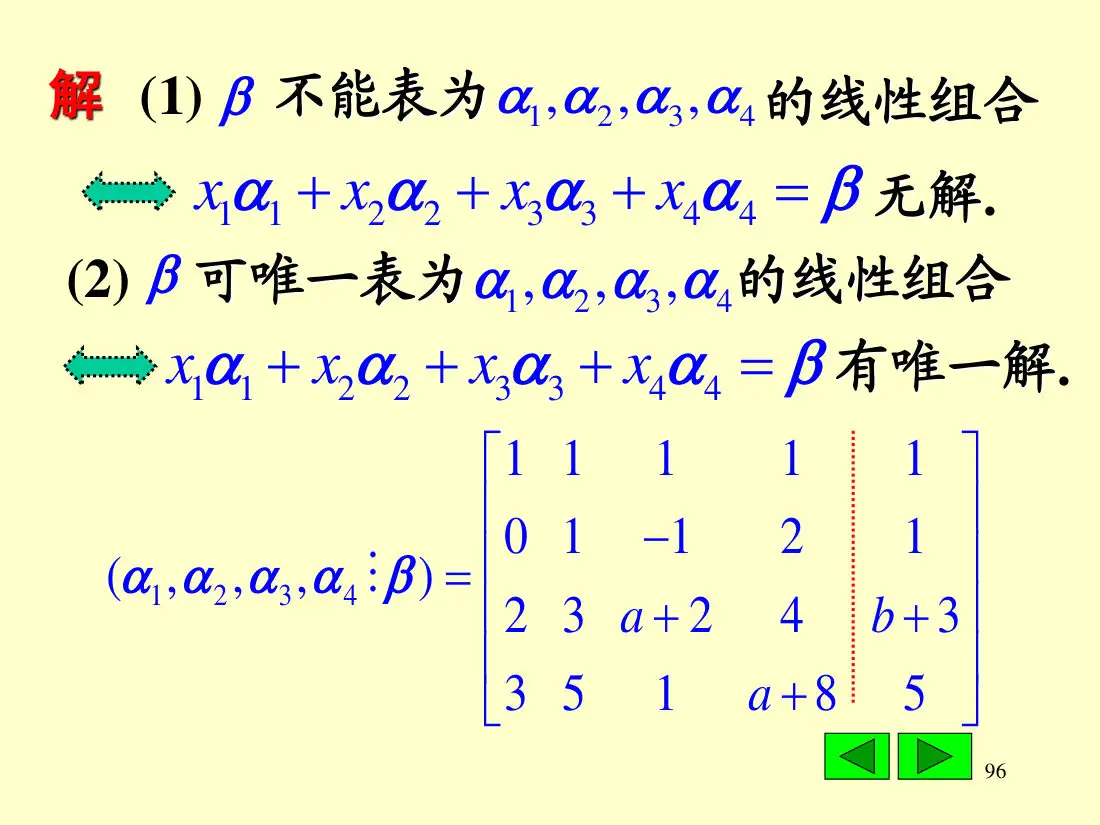 解 (1) β 不能表为 α₁,α₂,α₃,α₄ 的线性组合
x₁α₁ + x₂α₂ + x₃α₃ + x₄α₄ = β 无解.
(2) β 可唯一表为 α₁,α₂,α₃,α₄ 的线性组合
x₁α₁ + x₂α₂ + x₃α₃ + x₄α₄ = β 有唯一解.
1 1 1 1 1
0 1 −1 2 1
(α₁,α₂,α₃,α₄⋮β) =
2 3 a+2 4 b+3
3 5 1 a+8 5
96